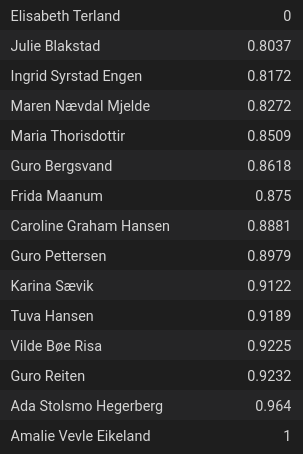 Elisabeth Terland 0
Julie Blakstad 0.8037
Ingrid Syrstad Engen 0.8172
Maren Nævdal Mjelde 0.8272
Maria Thorisdottir 0.8509
Guro Bergsvand 0.8618
Frida Maanum 0.875
Caroline Graham Hansen 0.8881
Guro Pettersen 0.8979
Karina Sævik 0.9122
Tuva Hansen 0.9189
Vilde Bøe Risa 0.9225
Guro Reiten 0.9232
Ada Stolsmo Hegerberg 0.964
Amalie Vevle Eikeland 1